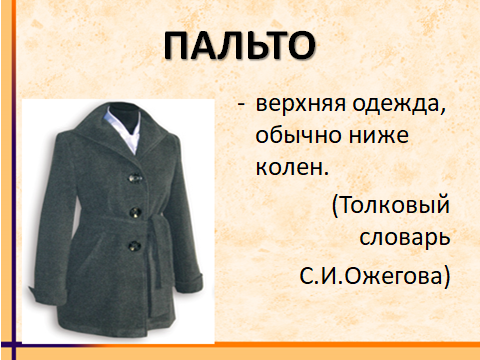 ПАЛЬТО
- верхняя одежда,
обычно ниже
колен.
(Толковый
словарь
С.И.Ожегова)